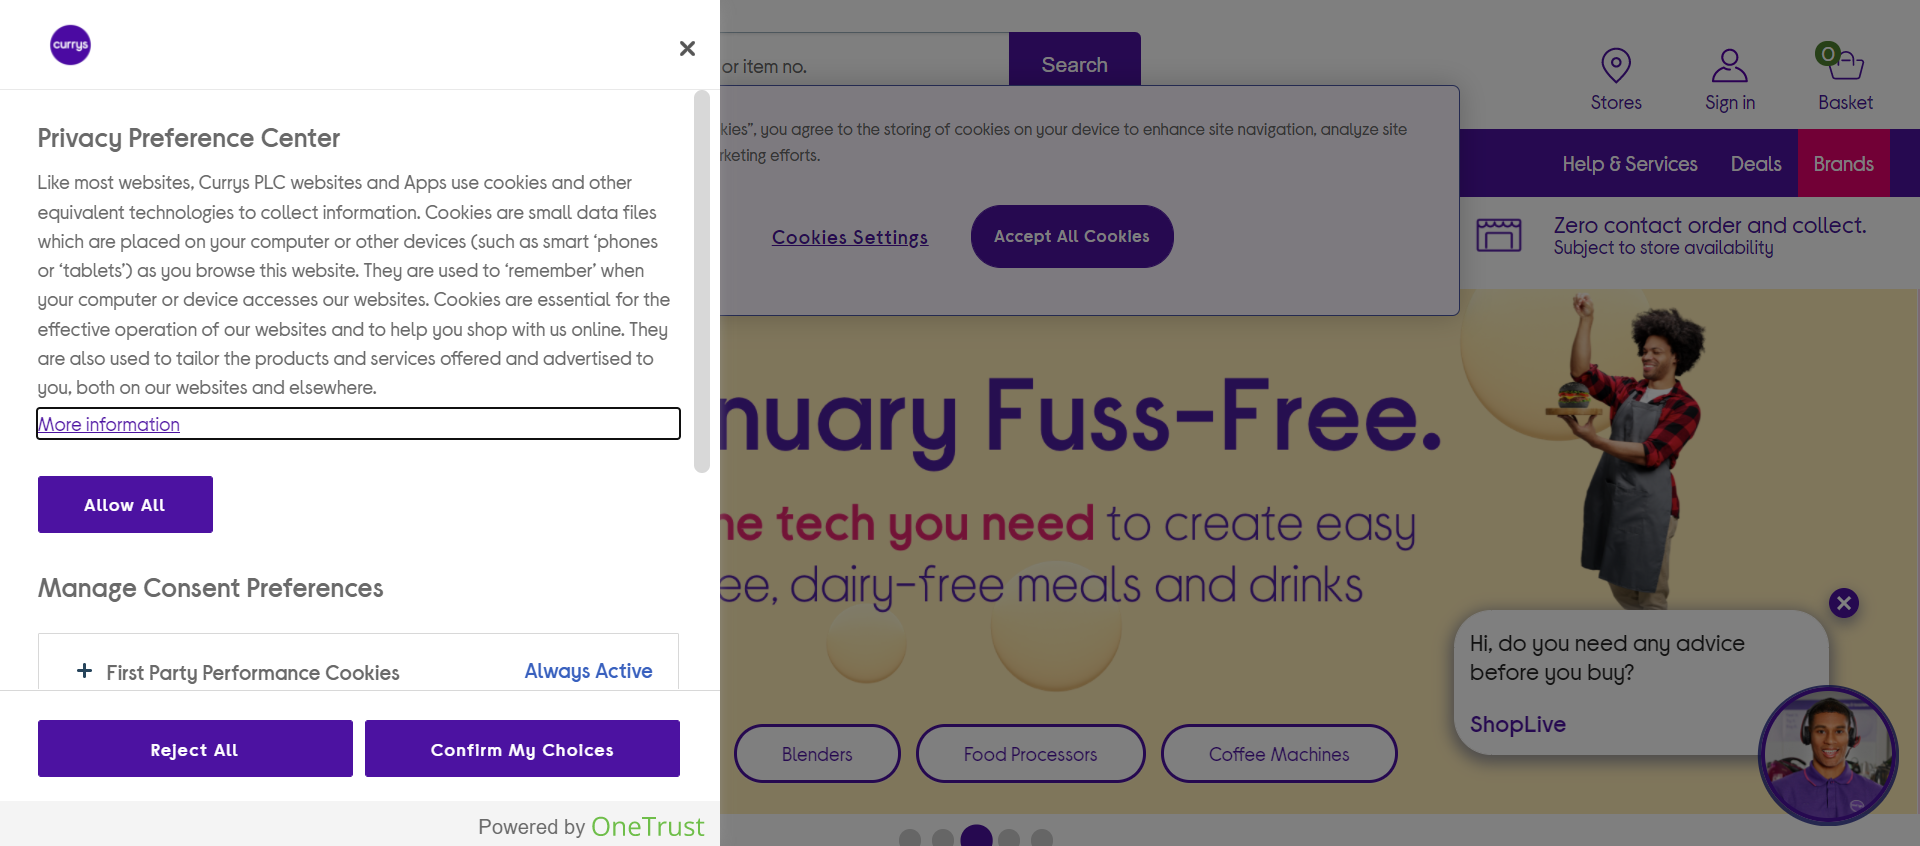 currys
Privacy Preference Center
Like most websites, Currys PLC websites and Apps use cookies and other
equivalent technologies to collect information. Cookies are small data files
which are placed on your computer or other devices (such as smart ‘phones
or ‘tablets’) as you browse this website. They are used to ‘remember’ when
your computer or device accesses our websites. Cookies are essential for the
effective operation of our websites and to help you shop with us online. They
are also used to tailor the products and services offered and advertised to
you, both on our websites and elsewhere.
More information
Allow All
Manage Consent Preferences
First Party Performance Cookies
Always Active
Reject All
Confirm My Choices
Powered by OneTrust
or item no.
Search
Stores
Sign in
0
Basket
kies”, you agree to the storing of cookies on your device to enhance site navigation, analyze site
rketing efforts.
Cookies Settings
Accept All Cookies
Help & Services
Deals
Brands
Zero contact order and collect.
Subject to store availability
nuary Fuss-Free.
he tech you need to create easy
ee, dairy-free meals and drinks
Blenders
Food Processors
Coffee Machines
Hi, do you need any advice
before you buy?
ShopLive